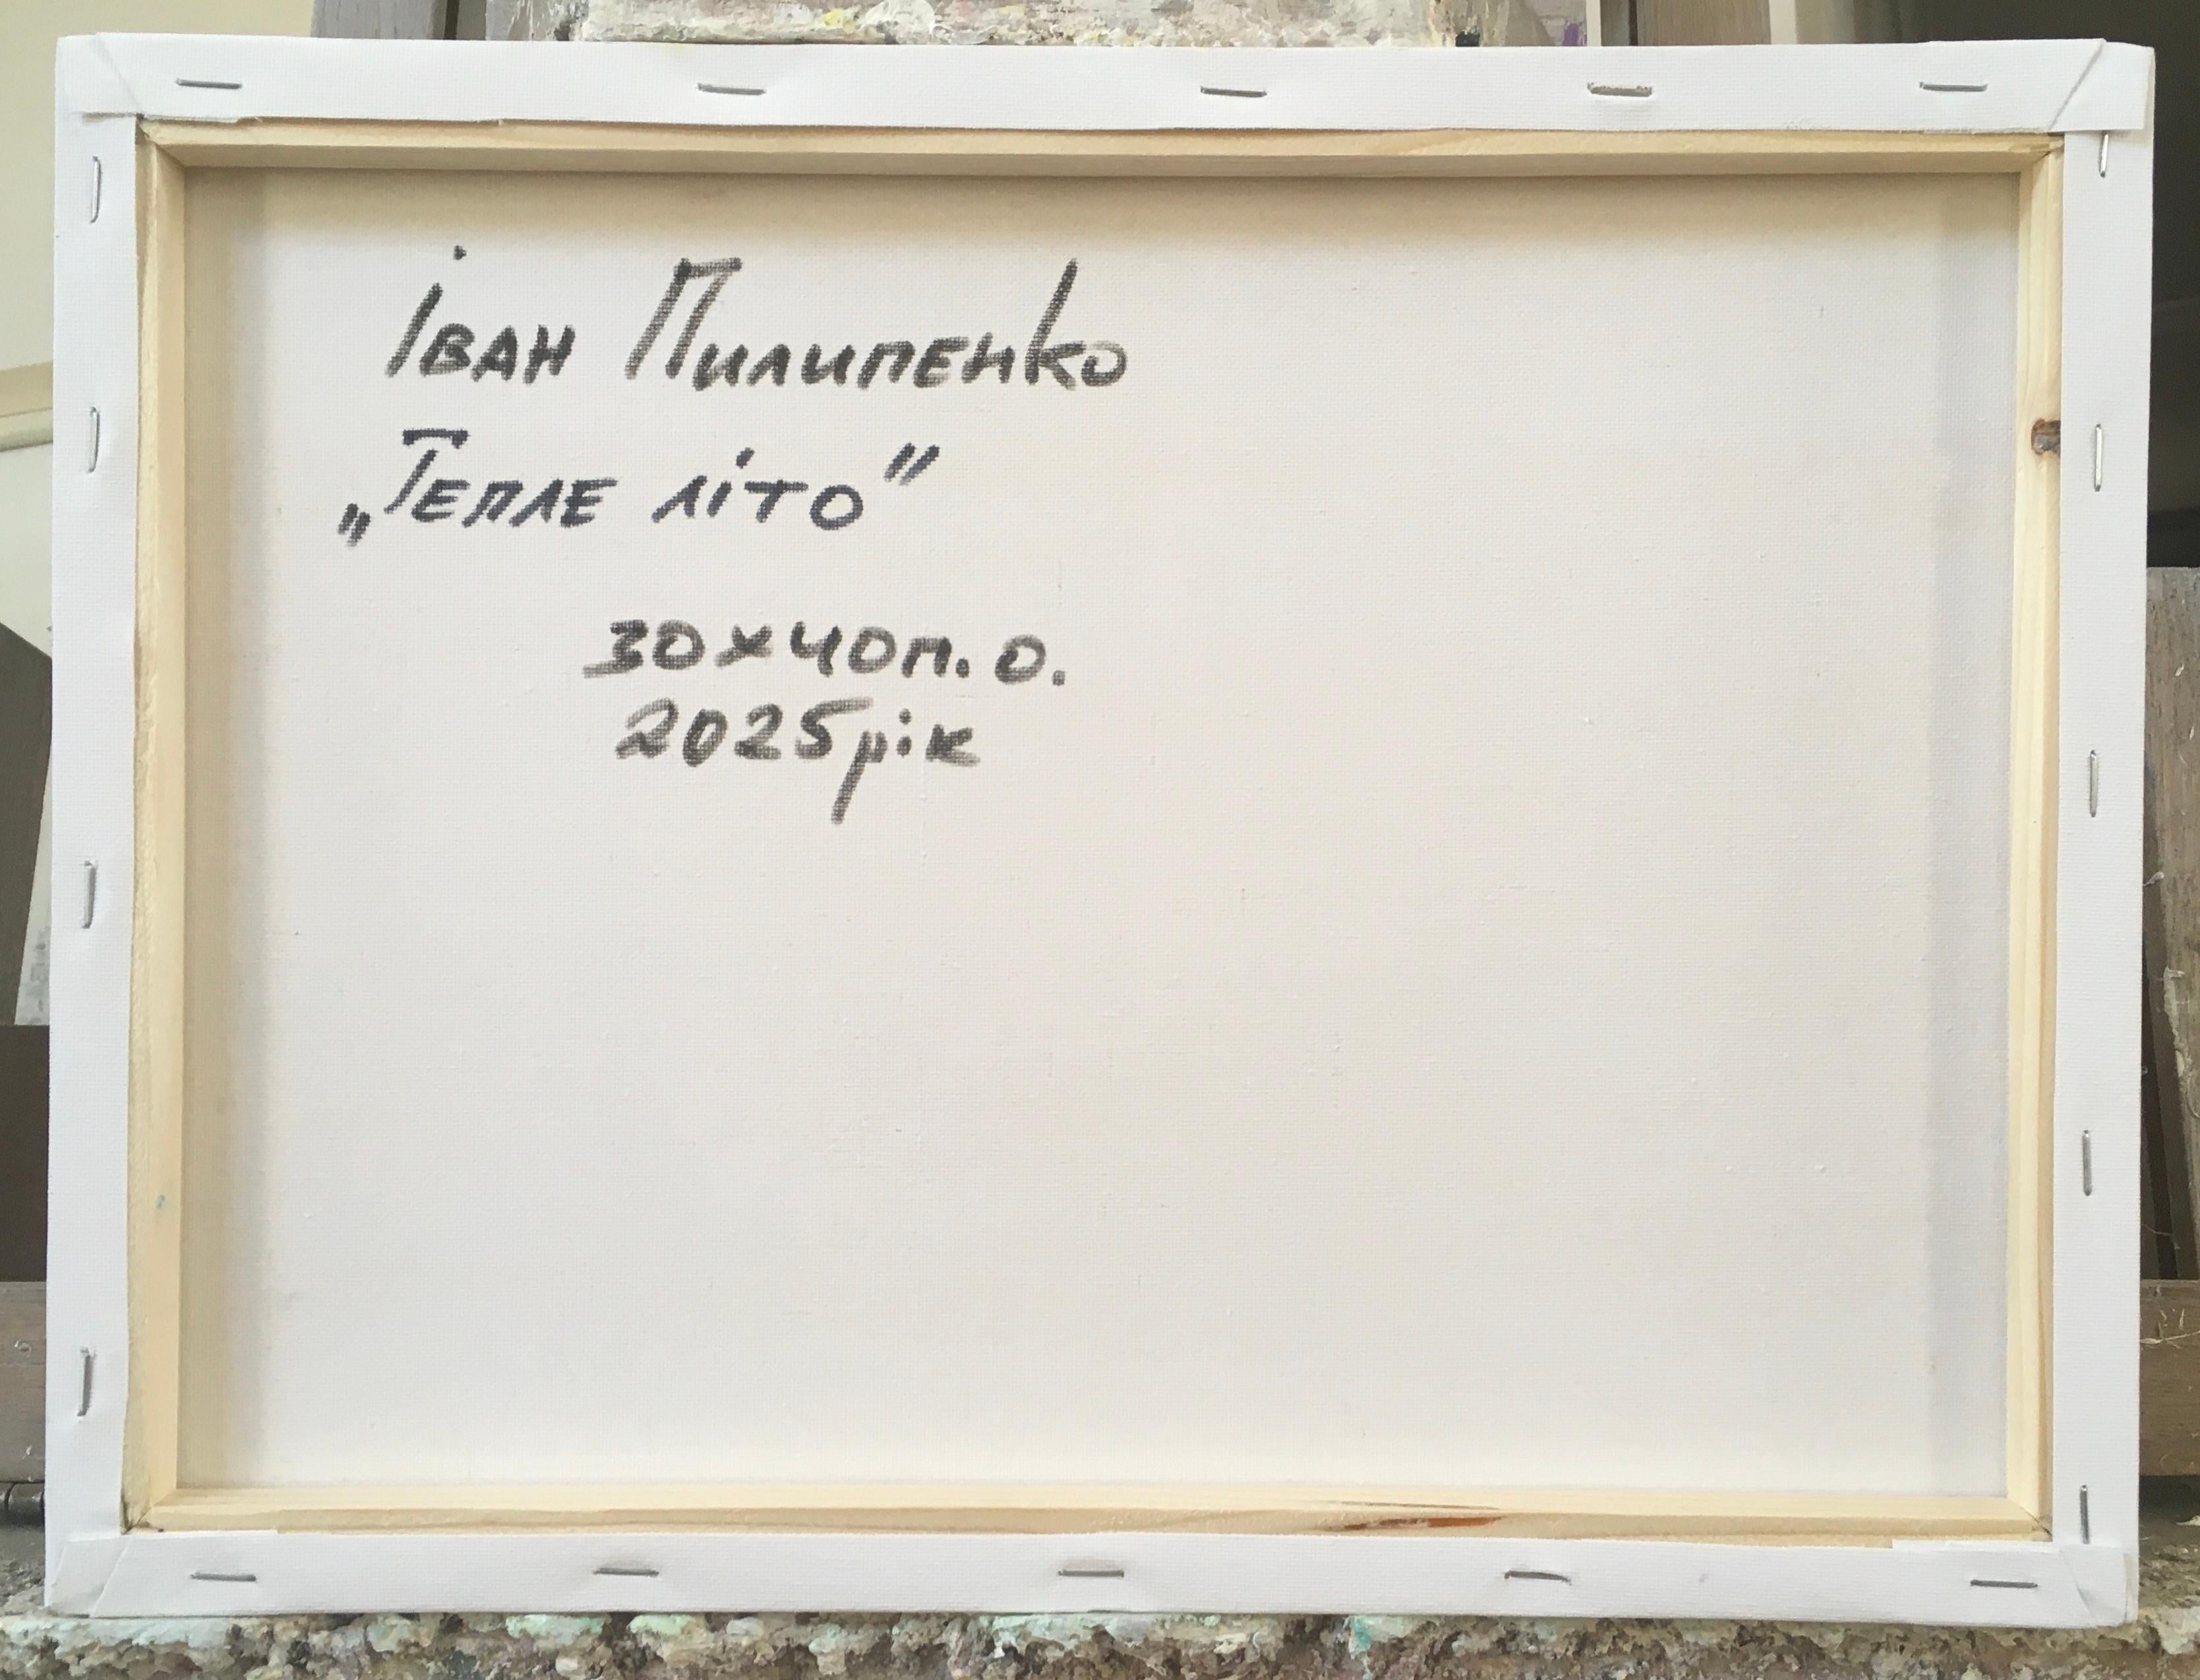 Іван Пилипенко
„Тепле літо”
30х40п.о.
2025рік